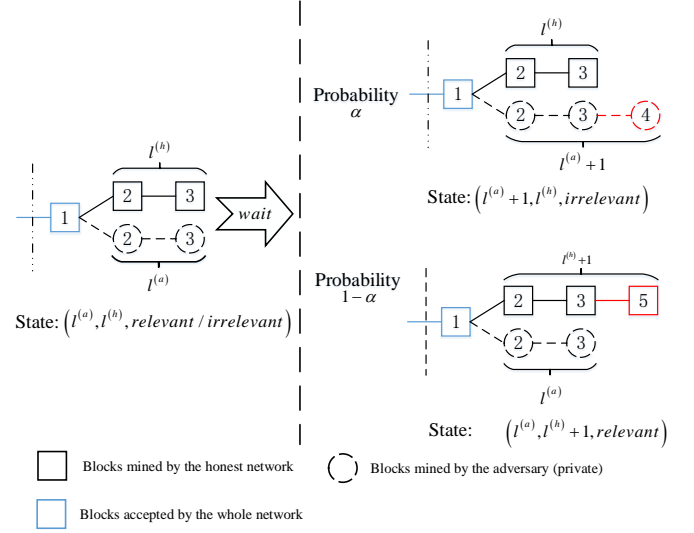 l^(h)
2 3
1
2 3
l^(a)
State: (l^(a), l^(h), relevant / irrelevant)
wait
Probability
α
l^(h)
2 3
1
2 3 4
l^(a) + 1
State: (l^(a) + 1, l^(h), irrelevant)
Probability
1 − α
l^(h) + 1
2 3 5
1
2 3
l^(a)
State: (l^(a), l^(h) + 1, relevant)
Blocks mined by the honest network
Blocks mined by the adversary (private)
Blocks accepted by the whole network